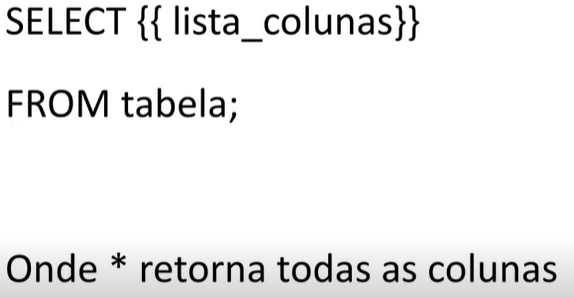 SELECT {{ lista_colunas}}
FROM tabela;
Onde * retorna todas as colunas